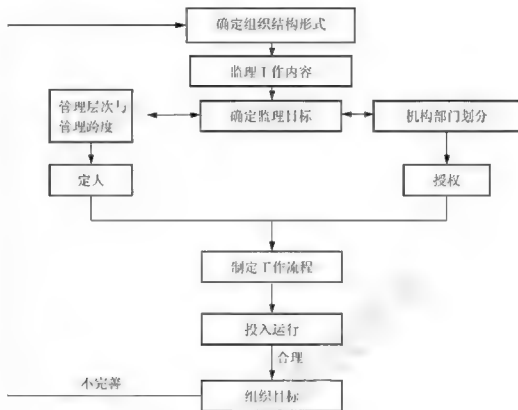 确定组织结构形式
监理工作内容
管理层次与
管理跨度
确定监理目标
机构部门划分
定人
授权
制定工作流程
投入运行
合理
不完善
组织目标